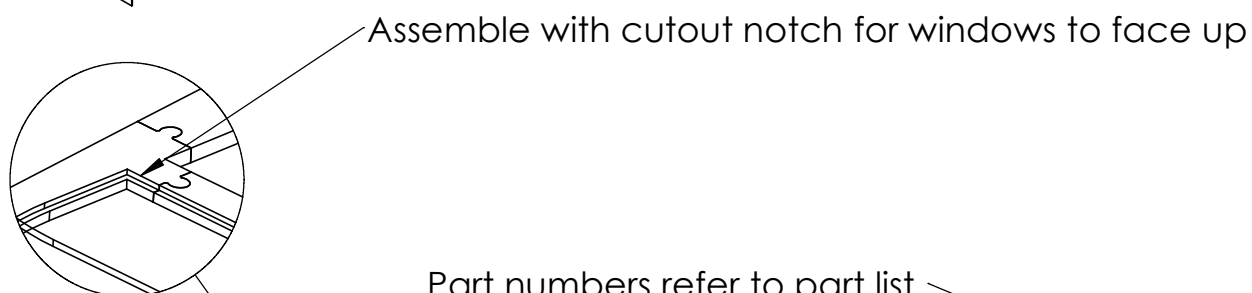 Assemble with cutout notch for windows to face up
Part numbers refer to part list